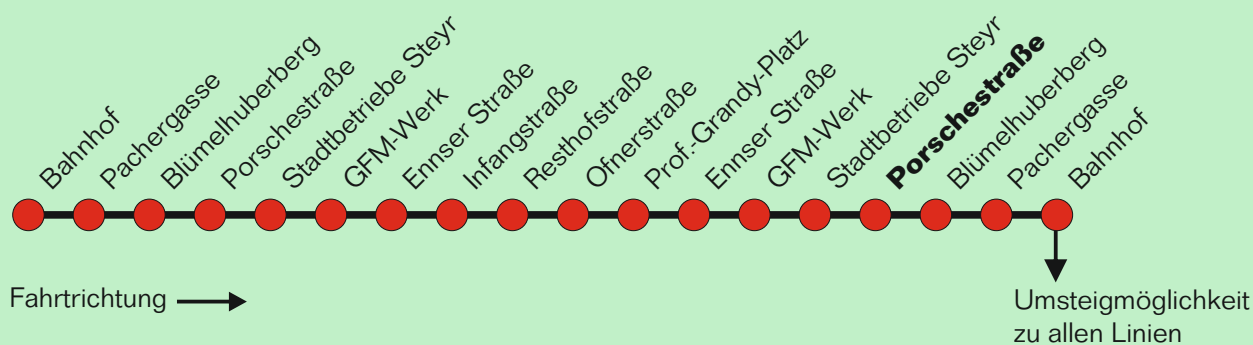 Bahnhof
Pachergasse
Blümelhuberberg
Porschestraße
Stadtbetriebe Steyr
GFM-Werk
Ennser Straße
Infangstraße
Resthofstraße
Ofnerstraße
Prof.-Grandy-Platz
Ennser Straße
GFM-Werk
Stadtbetriebe Steyr
Porschestraße
Blümelhuberberg
Pachergasse
Bahnhof
Fahrtrichtung
Umsteigmöglichkeit
zu allen Linien